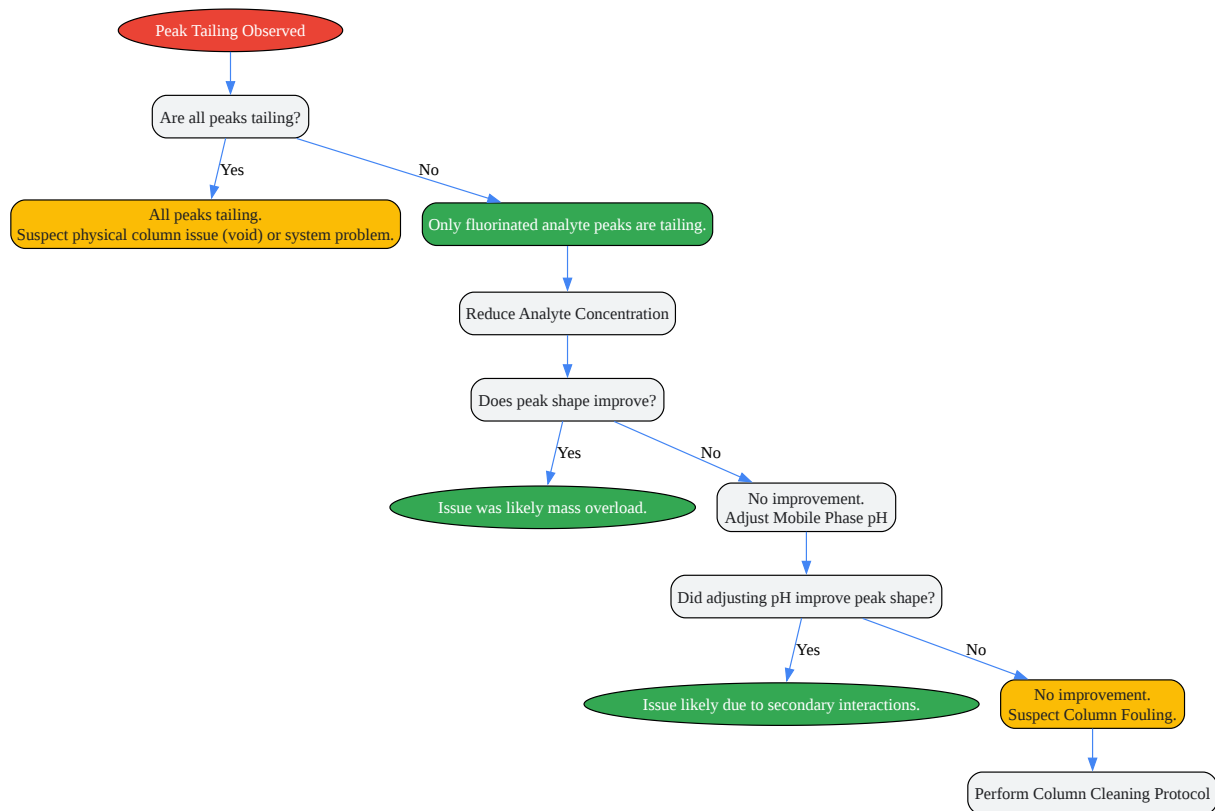 Peak Tailing Observed
Are all peaks tailing?
Yes
No
All peaks tailing.
Suspect physical column issue (void) or system problem.
Only fluorinated analyte peaks are tailing.
Reduce Analyte Concentration
Does peak shape improve?
Yes
No
Issue was likely mass overload.
No improvement.
Adjust Mobile Phase pH
Did adjusting pH improve peak shape?
Yes
No
Issue likely due to secondary interactions.
No improvement.
Suspect Column Fouling.
Perform Column Cleaning Protocol